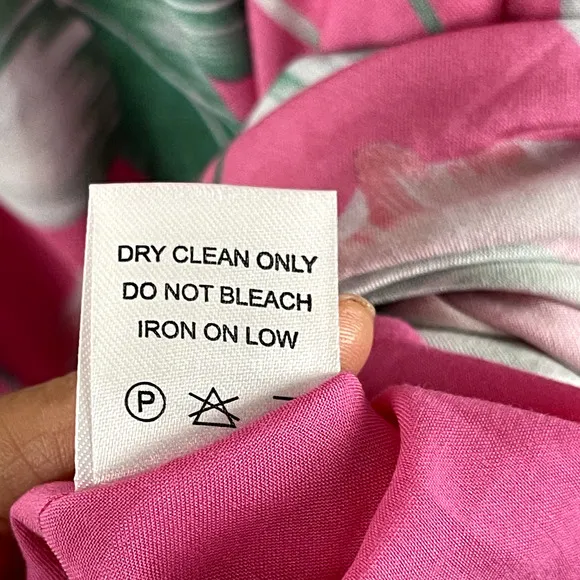 DRY CLEAN ONLY
DO NOT BLEACH
IRON ON LOW
P